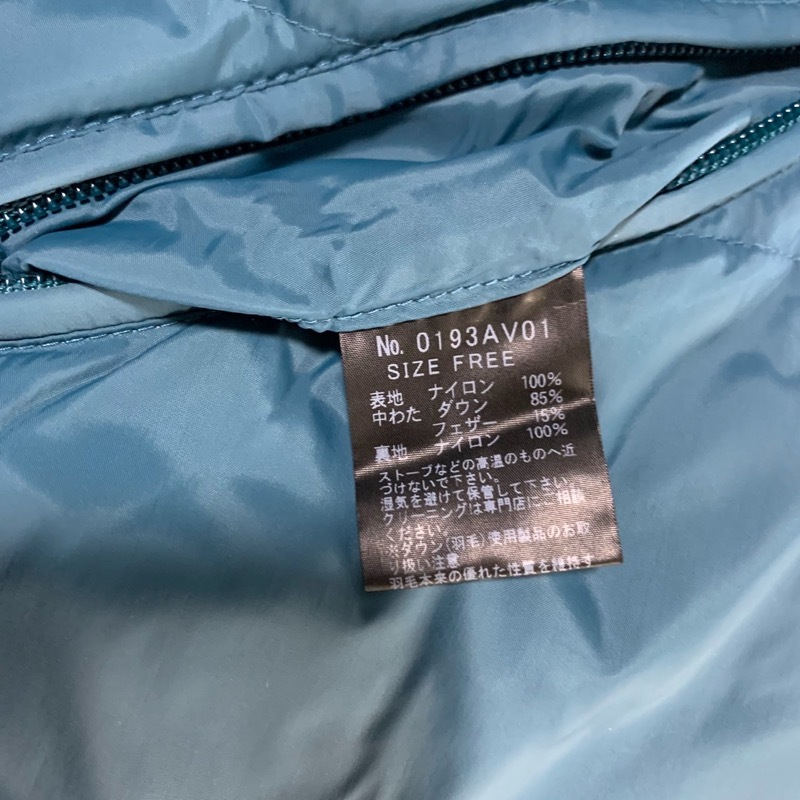 No. 0193AV01
SIZE FREE
表地 ナイロン 100%
中わた ダウン 85%
フェザー 15%
裏地 ナイロン 100%
ストーブなどの高温のものへ近
づけないで下さい。
湿気を避けて保管して下さい。
クリーニングは専門店にご相談
ください。
※ダウン(羽毛)使用製品のお取
り扱い注意
羽毛本来の優れた性質を維持す